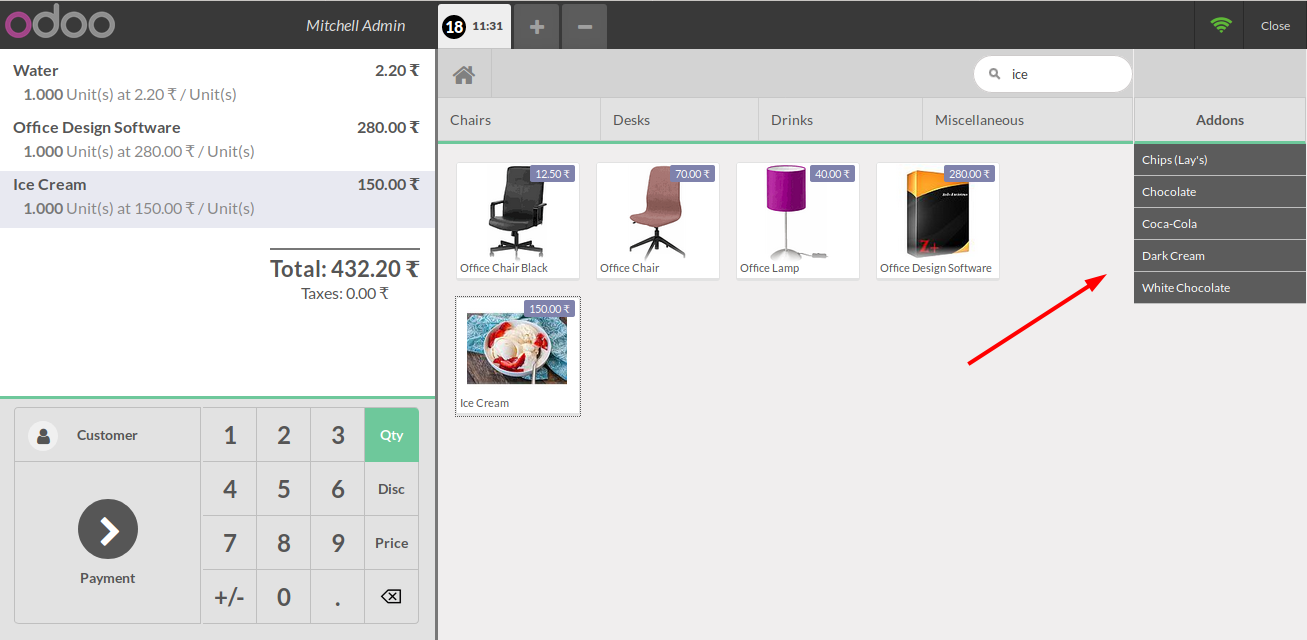 odoo
Mitchell Admin
18 11:31
Close
Water 2.20 ₹
1.000 Unit(s) at 2.20 ₹ / Unit(s)
Office Design Software 280.00 ₹
1.000 Unit(s) at 280.00 ₹ / Unit(s)
Ice Cream 150.00 ₹
1.000 Unit(s) at 150.00 ₹ / Unit(s)
Total: 432.20 ₹
Taxes: 0.00 ₹
Customer
Payment
1 2 3 Qty
4 5 6 Disc
7 8 9 Price
+/- 0 .
ice
Chairs Desks Drinks Miscellaneous
12.50 ₹
Office Chair Black
70.00 ₹
Office Chair
40.00 ₹
Office Lamp
280.00 ₹
Z+
Office Design Software
150.00 ₹
Ice Cream
Addons
Chips (Lay's)
Chocolate
Coca-Cola
Dark Cream
White Chocolate